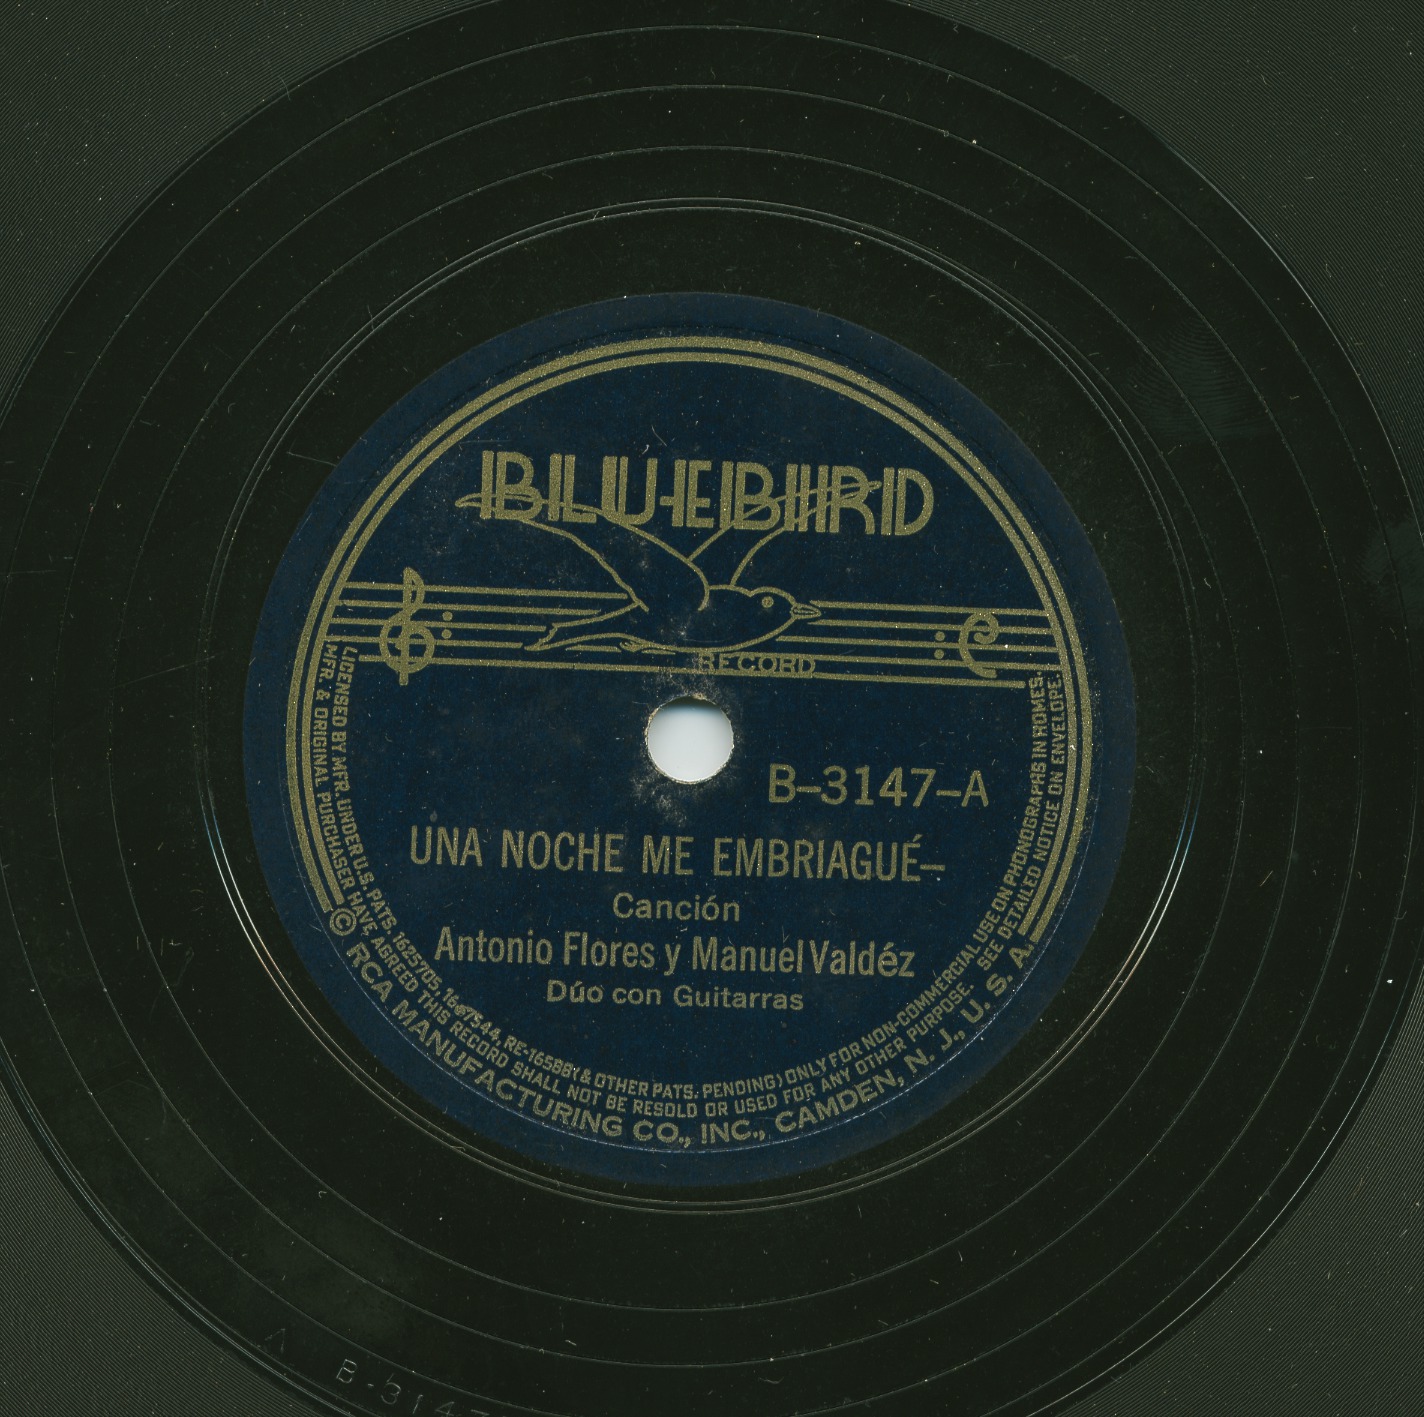 BLUEBIRD
RECORD
B-3147-A
UNA NOCHE ME EMBRIAGUÉ-
Canción
Antonio Flores y Manuel Valdéz
Dúo con Guitarras
LICENSED BY MFR. UNDER U.S. PATS. 1625705, 1637544, RE-16588 (& OTHER PATS. PENDING) ONLY FOR NON-COMMERCIAL USE ON PHONOGRAPHS IN HOMES.
MFR. & ORIGINAL PURCHASER HAVE AGREED THIS RECORD SHALL NOT BE RESOLD OR USED FOR ANY OTHER PURPOSE. SEE DETAILED NOTICE ON ENVELOPE.
© RCA MANUFACTURING CO., INC., CAMDEN, N. J., U. S. A.
B-3147